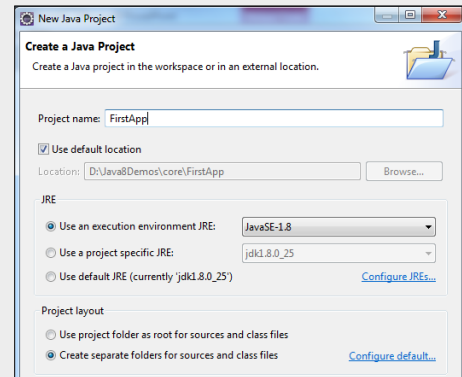 New Java Project
Create a Java Project
Create a Java project in the workspace or in an external location.
Project name: FirstApp
Use default location
Location: D:\Java8Demos\core\FirstApp Browse...
JRE
Use an execution environment JRE: JavaSE-1.8
Use a project specific JRE: jdk1.8.0_25
Use default JRE (currently 'jdk1.8.0_25') Configure JREs...
Project layout
Use project folder as root for sources and class files
Create separate folders for sources and class files Configure default...